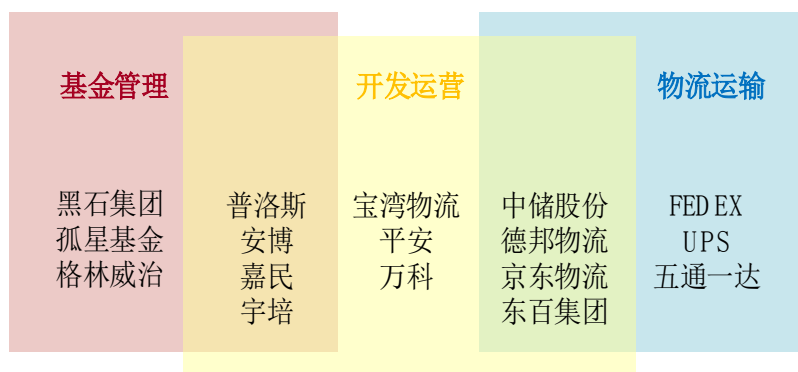 基金管理
开发运营
物流运输
黑石集团
孤星基金
格林威治
普洛斯
安博
嘉民
宇培
宝湾物流
平安
万科
中储股份
德邦物流
京东物流
东百集团
FEDEX
UPS
五通一达